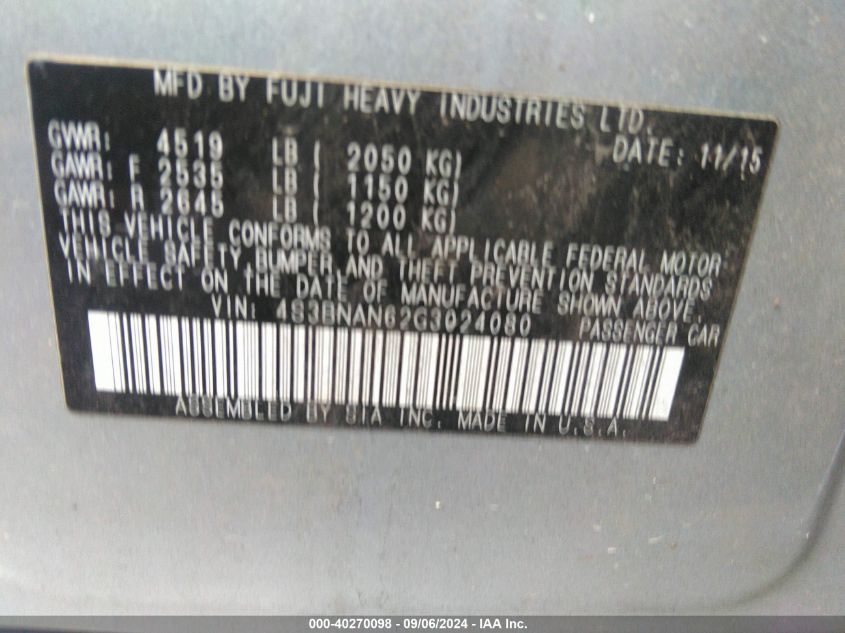 MFD BY FUJI HEAVY INDUSTRIES LTD.
DATE: 11/15
GVWR: 4519 LB ( 2050 KG)
GAWR: F 2535 LB ( 1150 KG)
GAWR: R 2645 LB ( 1200 KG)
THIS VEHICLE CONFORMS TO ALL APPLICABLE FEDERAL MOTOR
VEHICLE SAFETY,BUMPER,AND THEFT PREVENTION STANDARDS
IN EFFECT ON THE DATE OF MANUFACTURE SHOWN ABOVE.
VIN: 4S3BNAN62G3024080 PASSENGER CAR
ASSEMBLED BY SIA INC. MADE IN U.S.A.
000-40270098 - 09/06/2024 - IAA Inc.